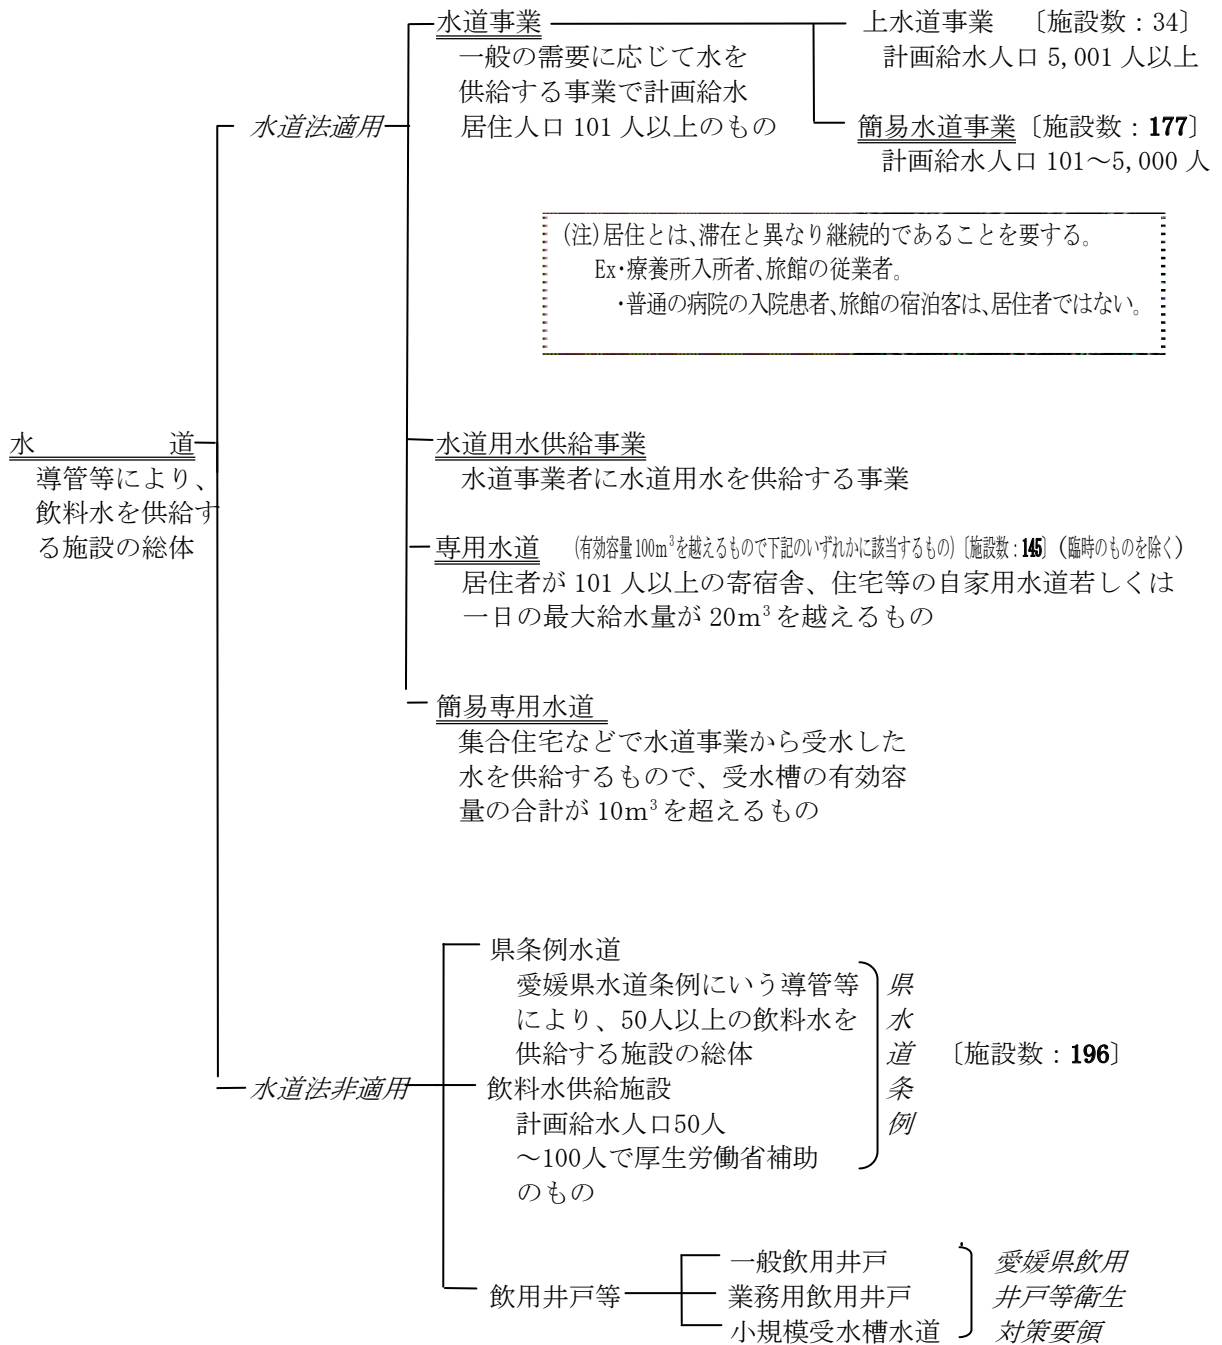 水道事業
一般の需要に応じて水を
供給する事業で計画給水
居住人口 101 人以上のもの
上水道事業 〔施設数：34〕
計画給水人口 5,001 人以上
簡易水道事業〔施設数：177〕
計画給水人口 101～5,000 人
水道法適用
(注)居住とは、滞在と異なり継続的であることを要する。
Ex・療養所入所者、旅館の従業者。
・普通の病院の入院患者、旅館の宿泊客は、居住者ではない。
水 道
導管等により、
飲料水を供給す
る施設の総体
水道用水供給事業
水道事業者に水道用水を供給する事業
専用水道 (有効容量100m³を越えるもので下記のいずれかに該当するもの)〔施設数：145〕(臨時のものを除く)
居住者が 101 人以上の寄宿舎、住宅等の自家用水道若しくは
一日の最大給水量が 20m³を越えるもの
簡易専用水道
集合住宅などで水道事業から受水した
水を供給するもので、受水槽の有効容
量の合計が 10m³を超えるもの
水道法非適用
県条例水道
愛媛県水道条例にいう導管等
により、50人以上の飲料水を
供給する施設の総体
飲料水供給施設
計画給水人口50人
～100人で厚生労働省補助
のもの
県
水
道
条
例
〔施設数：196〕
飲用井戸等
一般飲用井戸
業務用飲用井戸
小規模受水槽水道
愛媛県飲用
井戸等衛生
対策要領